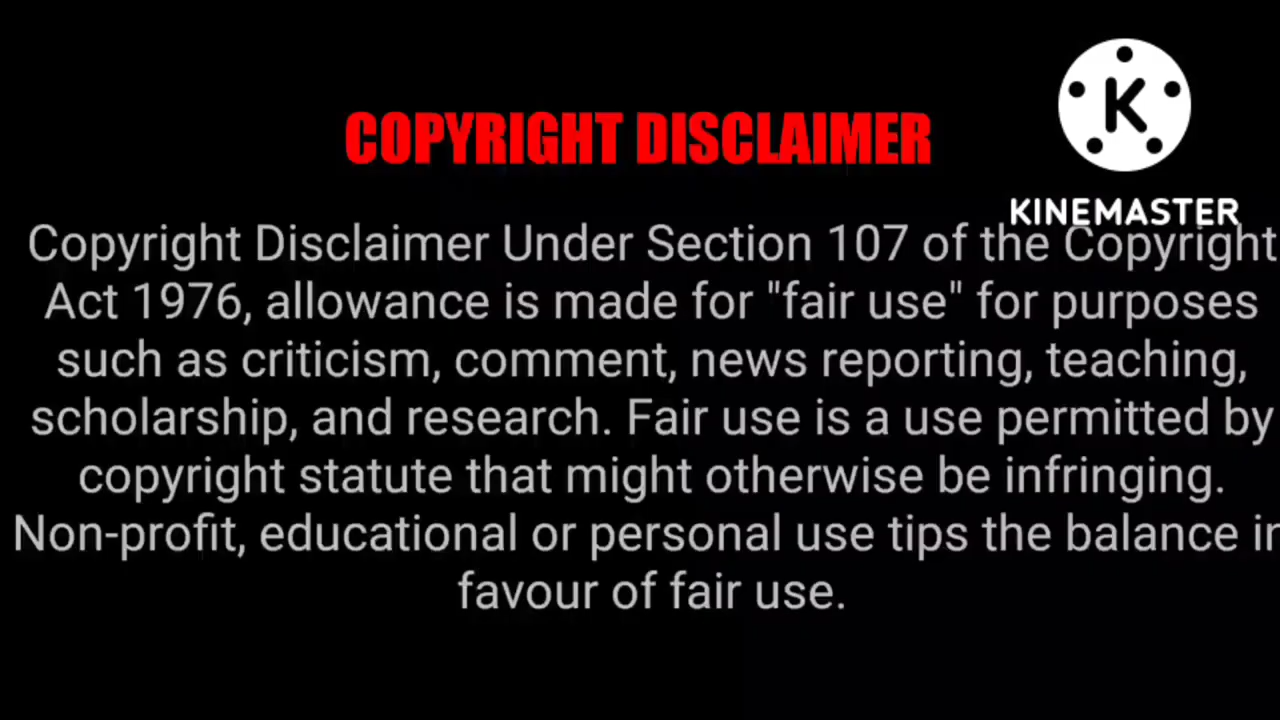 K
COPYRIGHT DISCLAIMER
KINEMASTER
Copyright Disclaimer Under Section 107 of the Copyright
Act 1976, allowance is made for "fair use" for purposes
such as criticism, comment, news reporting, teaching,
scholarship, and research. Fair use is a use permitted by
copyright statute that might otherwise be infringing.
Non-profit, educational or personal use tips the balance in
favour of fair use.